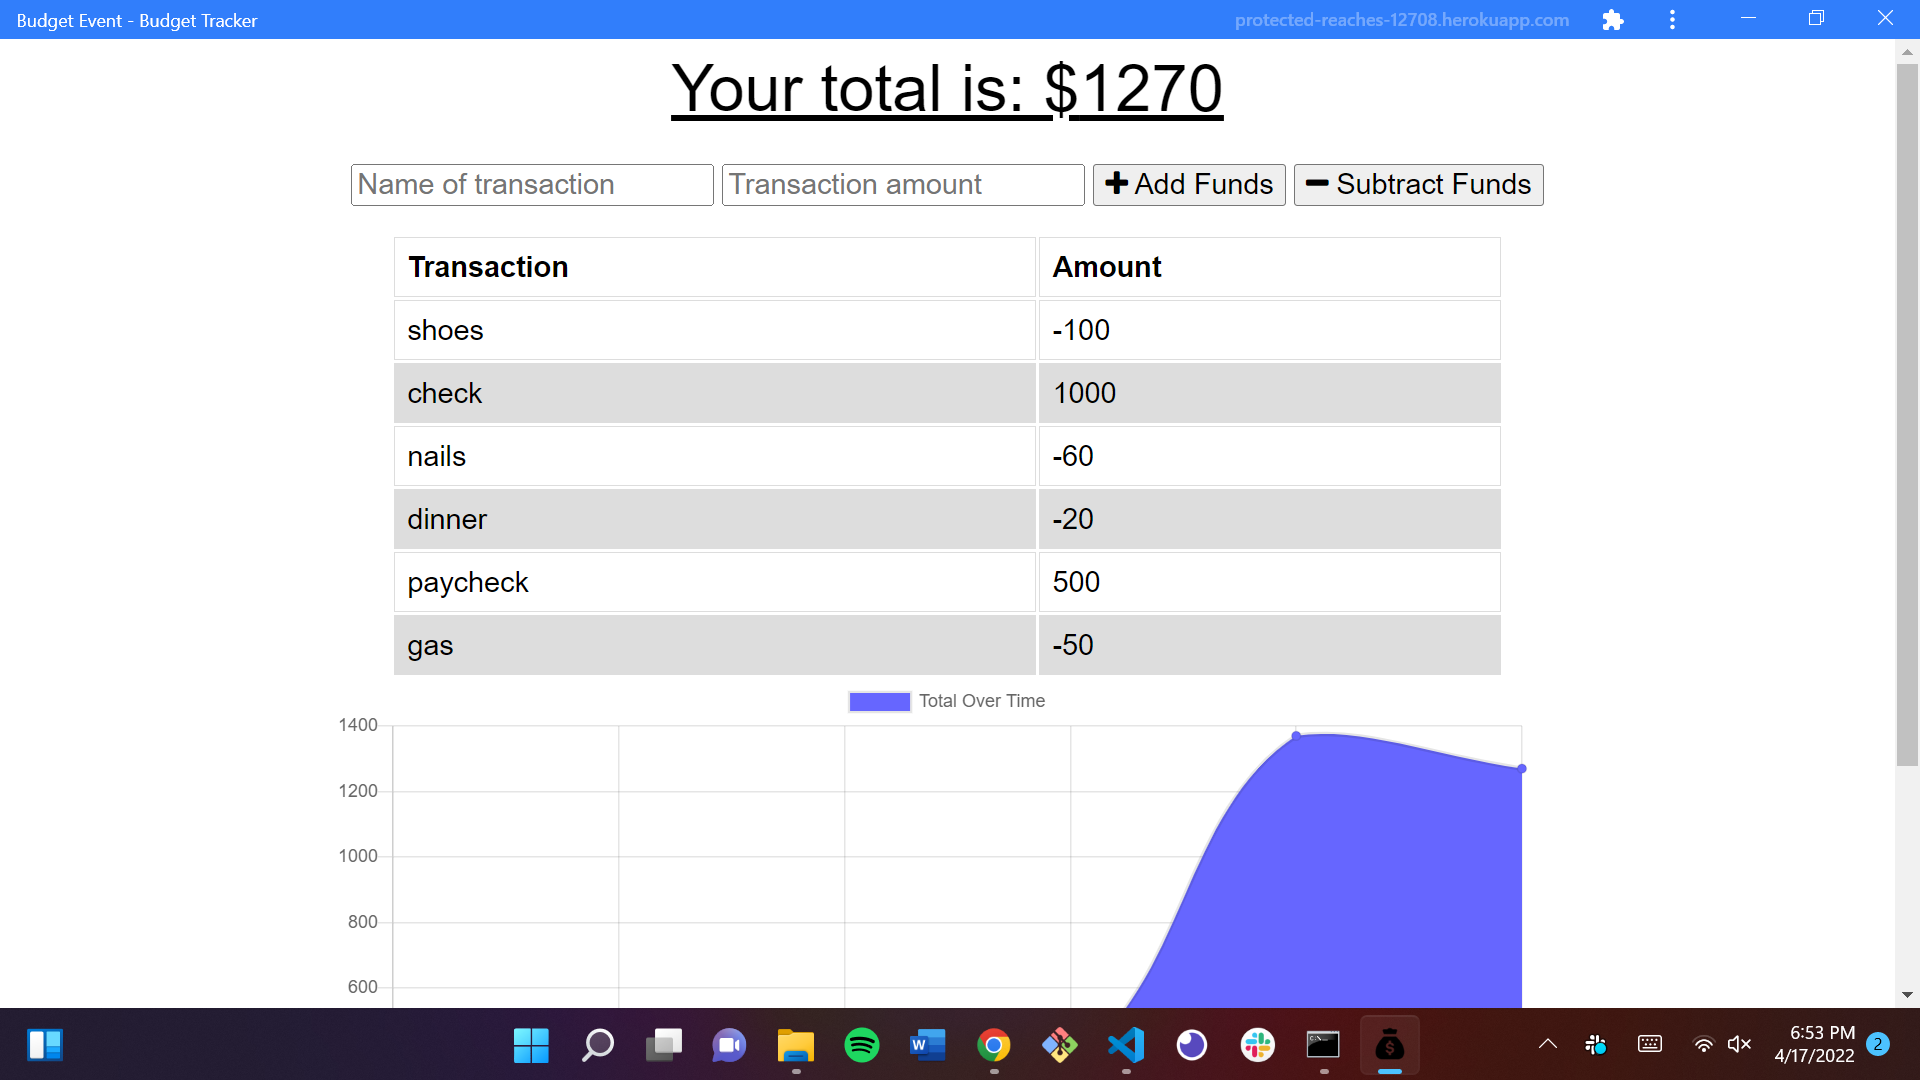 Budget Event - Budget Tracker
protected-reaches-12708.herokuapp.com
Your total is: $1270
Name of transaction Transaction amount Add Funds Subtract Funds
Transaction Amount
shoes -100
check 1000
nails -60
dinner -20
paycheck 500
gas -50
Total Over Time
1400
1200
1000
800
600
6:53 PM
4/17/2022
2